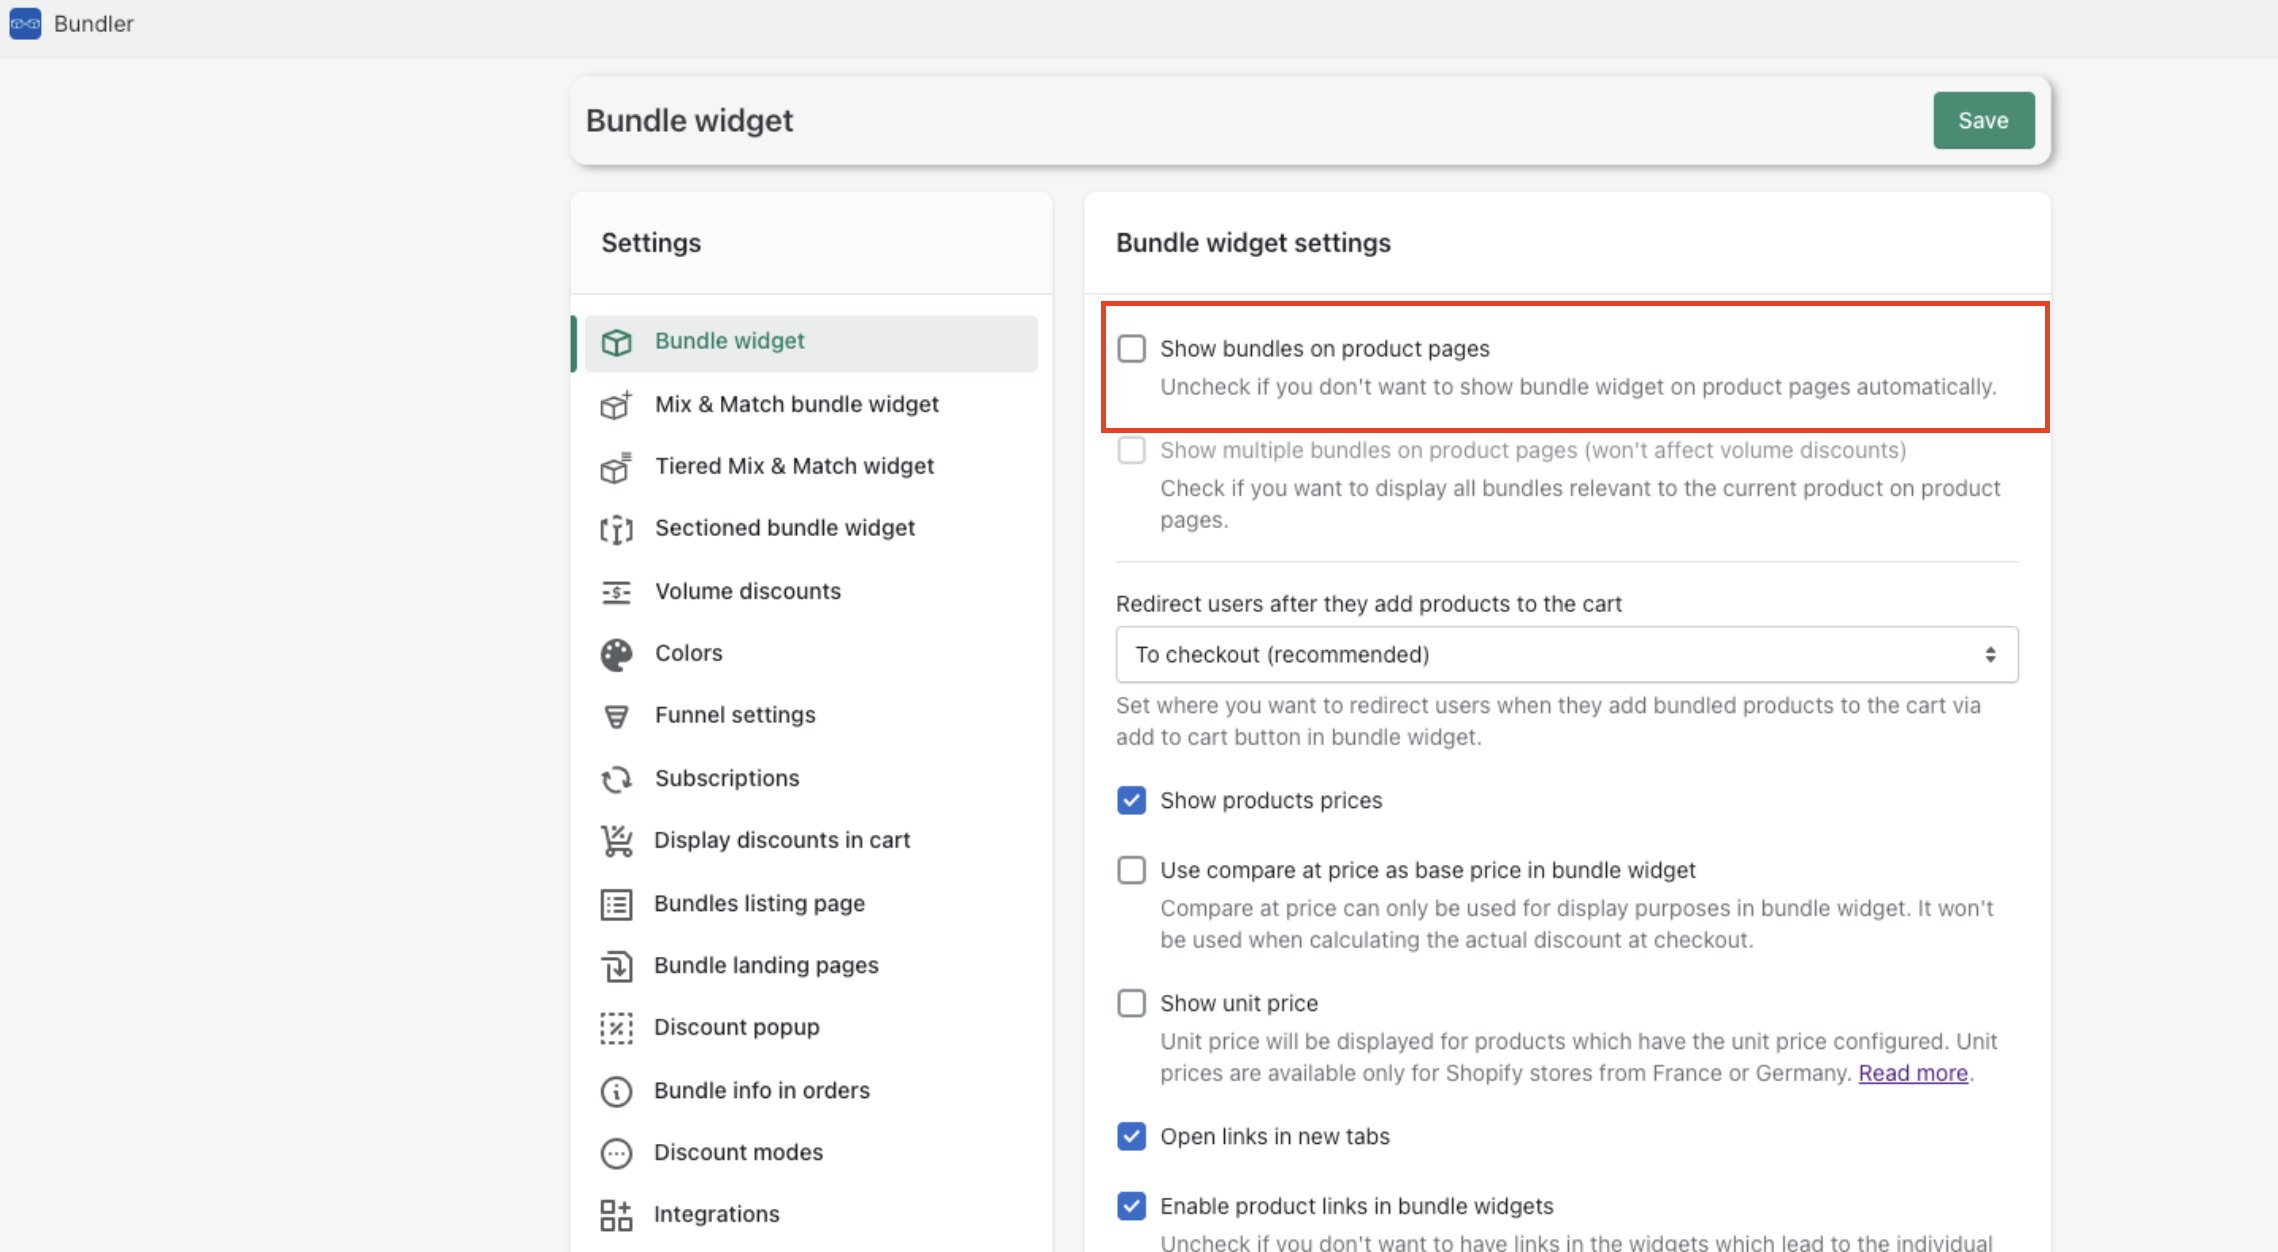 Bundler
Bundle widget
Save
Settings
Bundle widget
Mix & Match bundle widget
Tiered Mix & Match widget
Sectioned bundle widget
Volume discounts
Colors
Funnel settings
Subscriptions
Display discounts in cart
Bundles listing page
Bundle landing pages
Discount popup
Bundle info in orders
Discount modes
Integrations
Bundle widget settings
Show bundles on product pages
Uncheck if you don't want to show bundle widget on product pages automatically.
Show multiple bundles on product pages (won't affect volume discounts)
Check if you want to display all bundles relevant to the current product on product
pages.
Redirect users after they add products to the cart
To checkout (recommended)
Set where you want to redirect users when they add bundled products to the cart via
add to cart button in bundle widget.
Show products prices
Use compare at price as base price in bundle widget
Compare at price can only be used for display purposes in bundle widget. It won't
be used when calculating the actual discount at checkout.
Show unit price
Unit price will be displayed for products which have the unit price configured. Unit
prices are available only for Shopify stores from France or Germany. Read more.
Open links in new tabs
Enable product links in bundle widgets
Uncheck if you don't want to have links in the widgets which lead to the individual